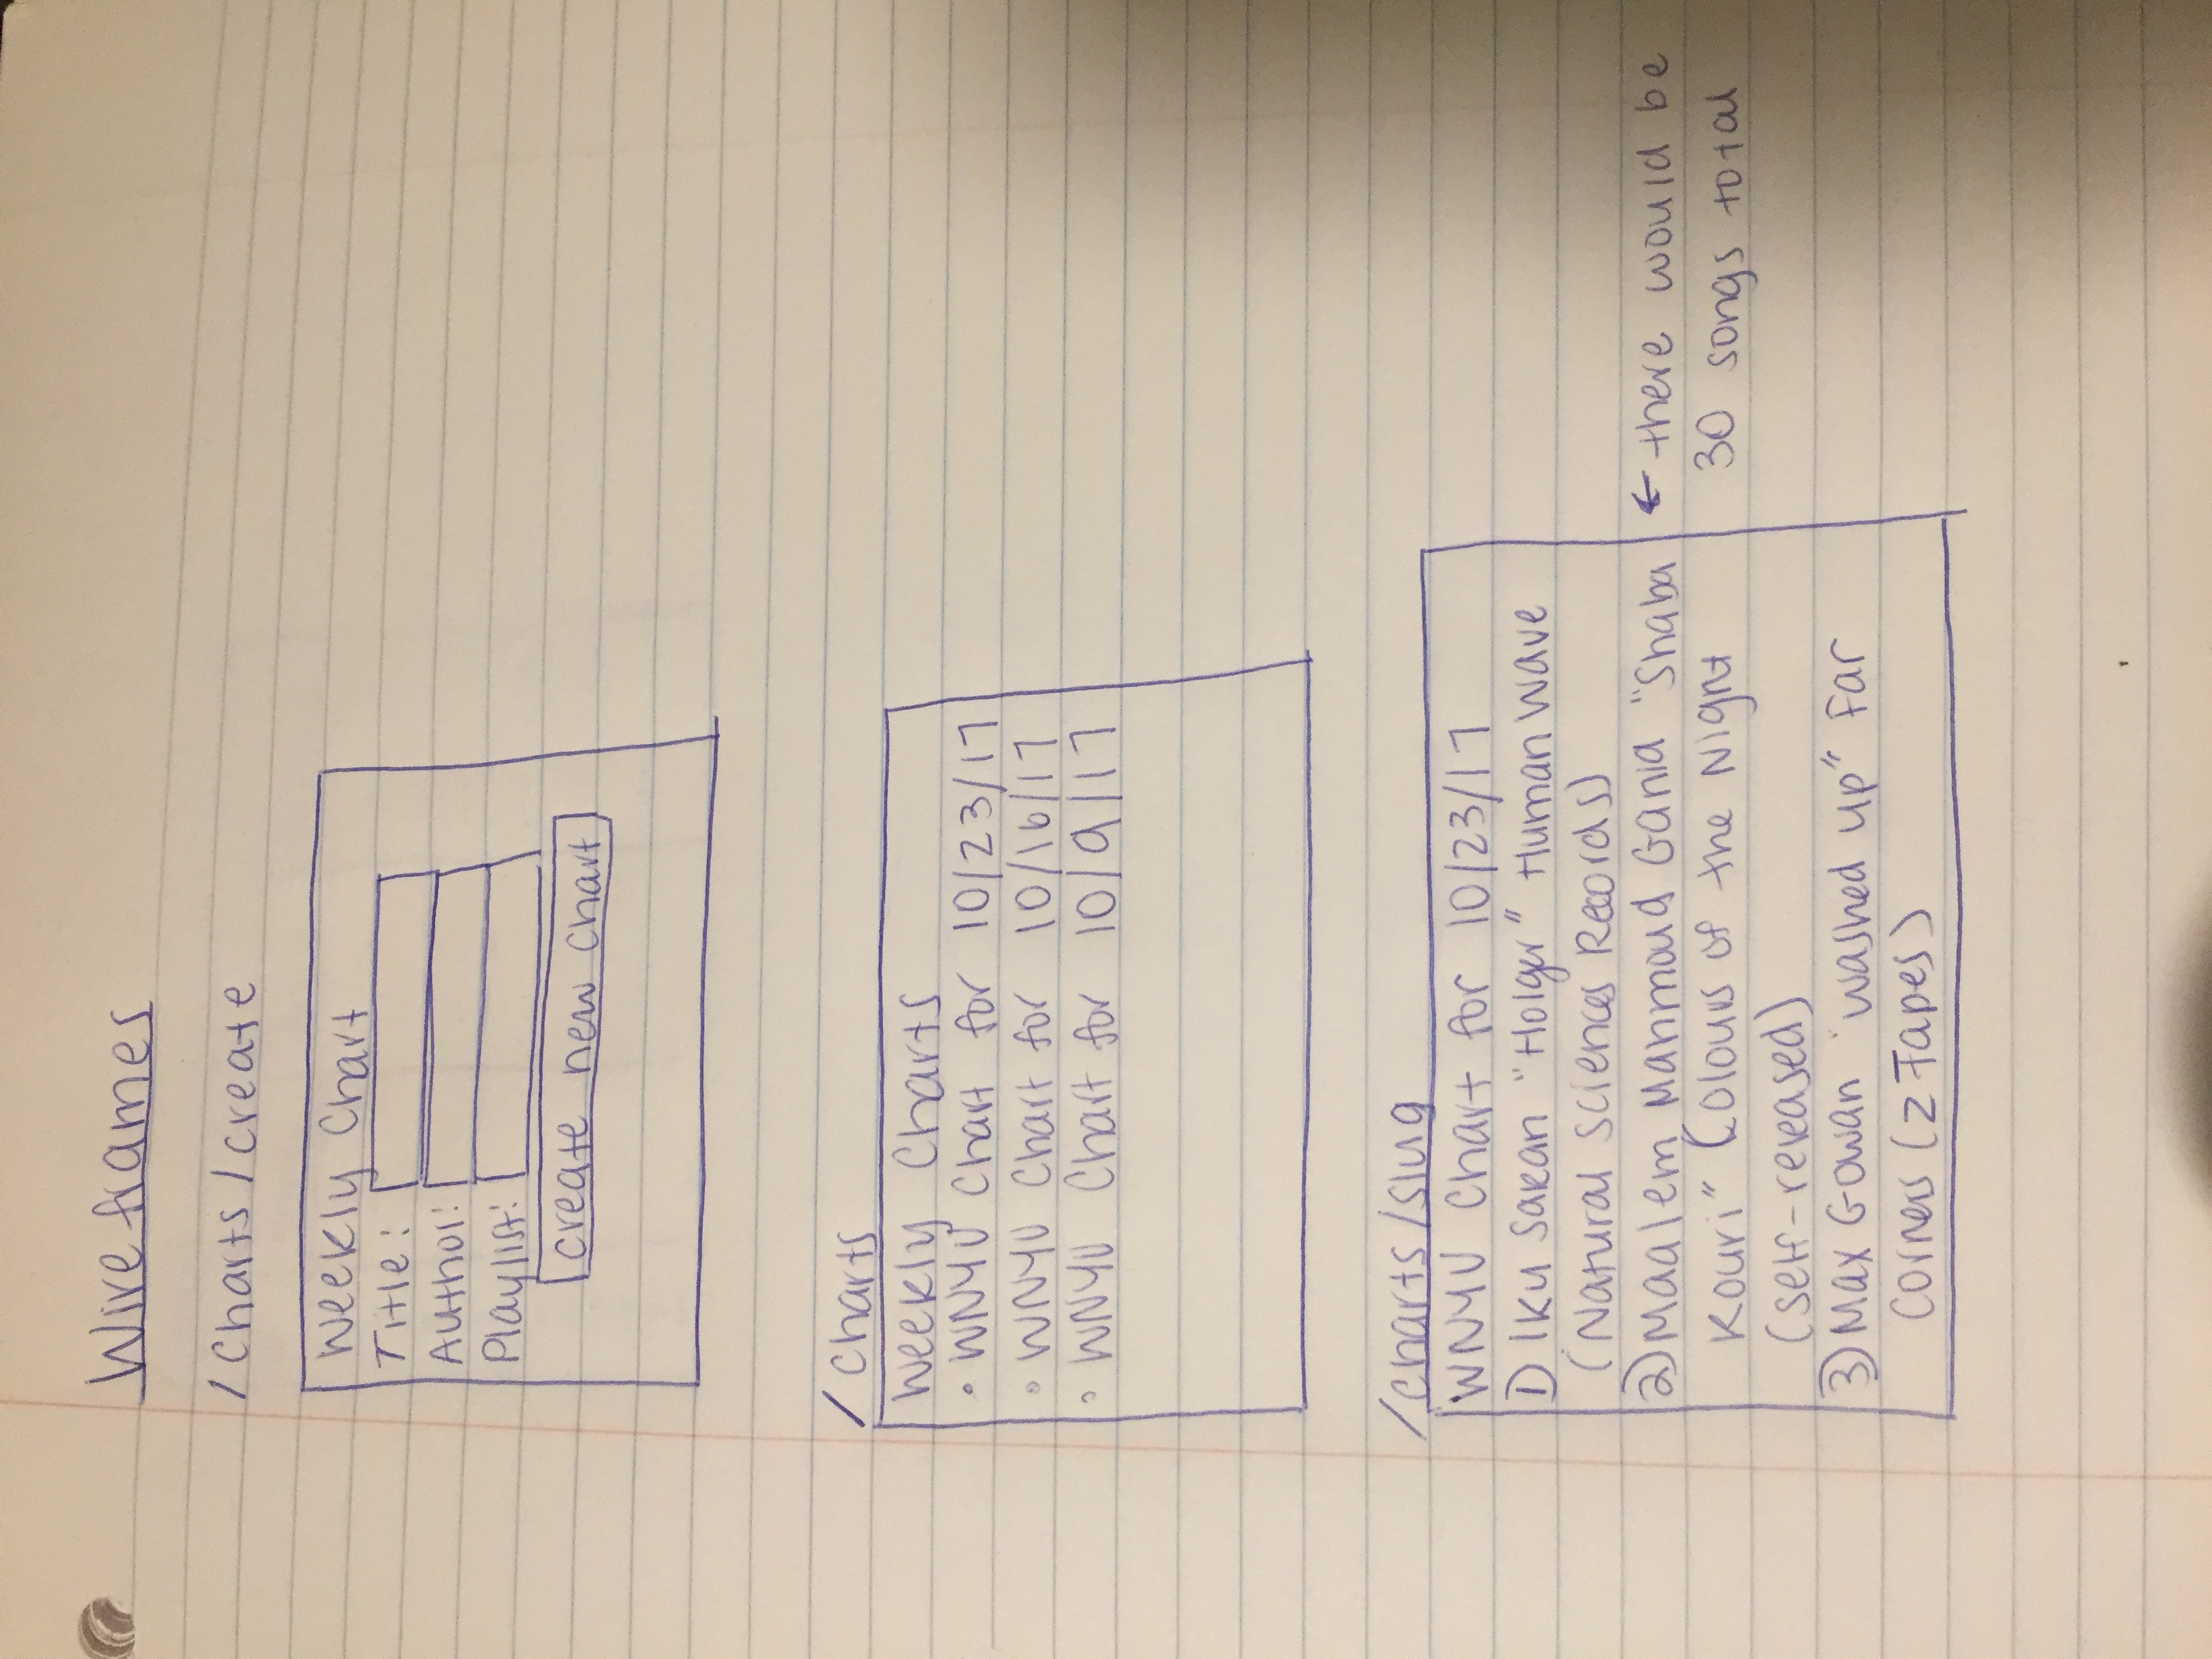 Wireframes
/charts/create
Weekly Chart
Title:
Author:
Playlist:
create new chart
/charts
Weekly Charts
• WNYU Chart for 10/23/17
• WNYU Chart for 10/16/17
• WNYU Chart for 10/9/17
/charts/slug
WNYU Chart for 10/23/17
1) Iku Sakan "Holger" Human Wave
(Natural Sciences Records)
2) Maalem Mahmoud Gania "Shaba ← there would be
Kouri" Colours of the Night 30 songs total
(self-released)
3) Max Gowan "washed up" Far
Corners (Z Tapes)